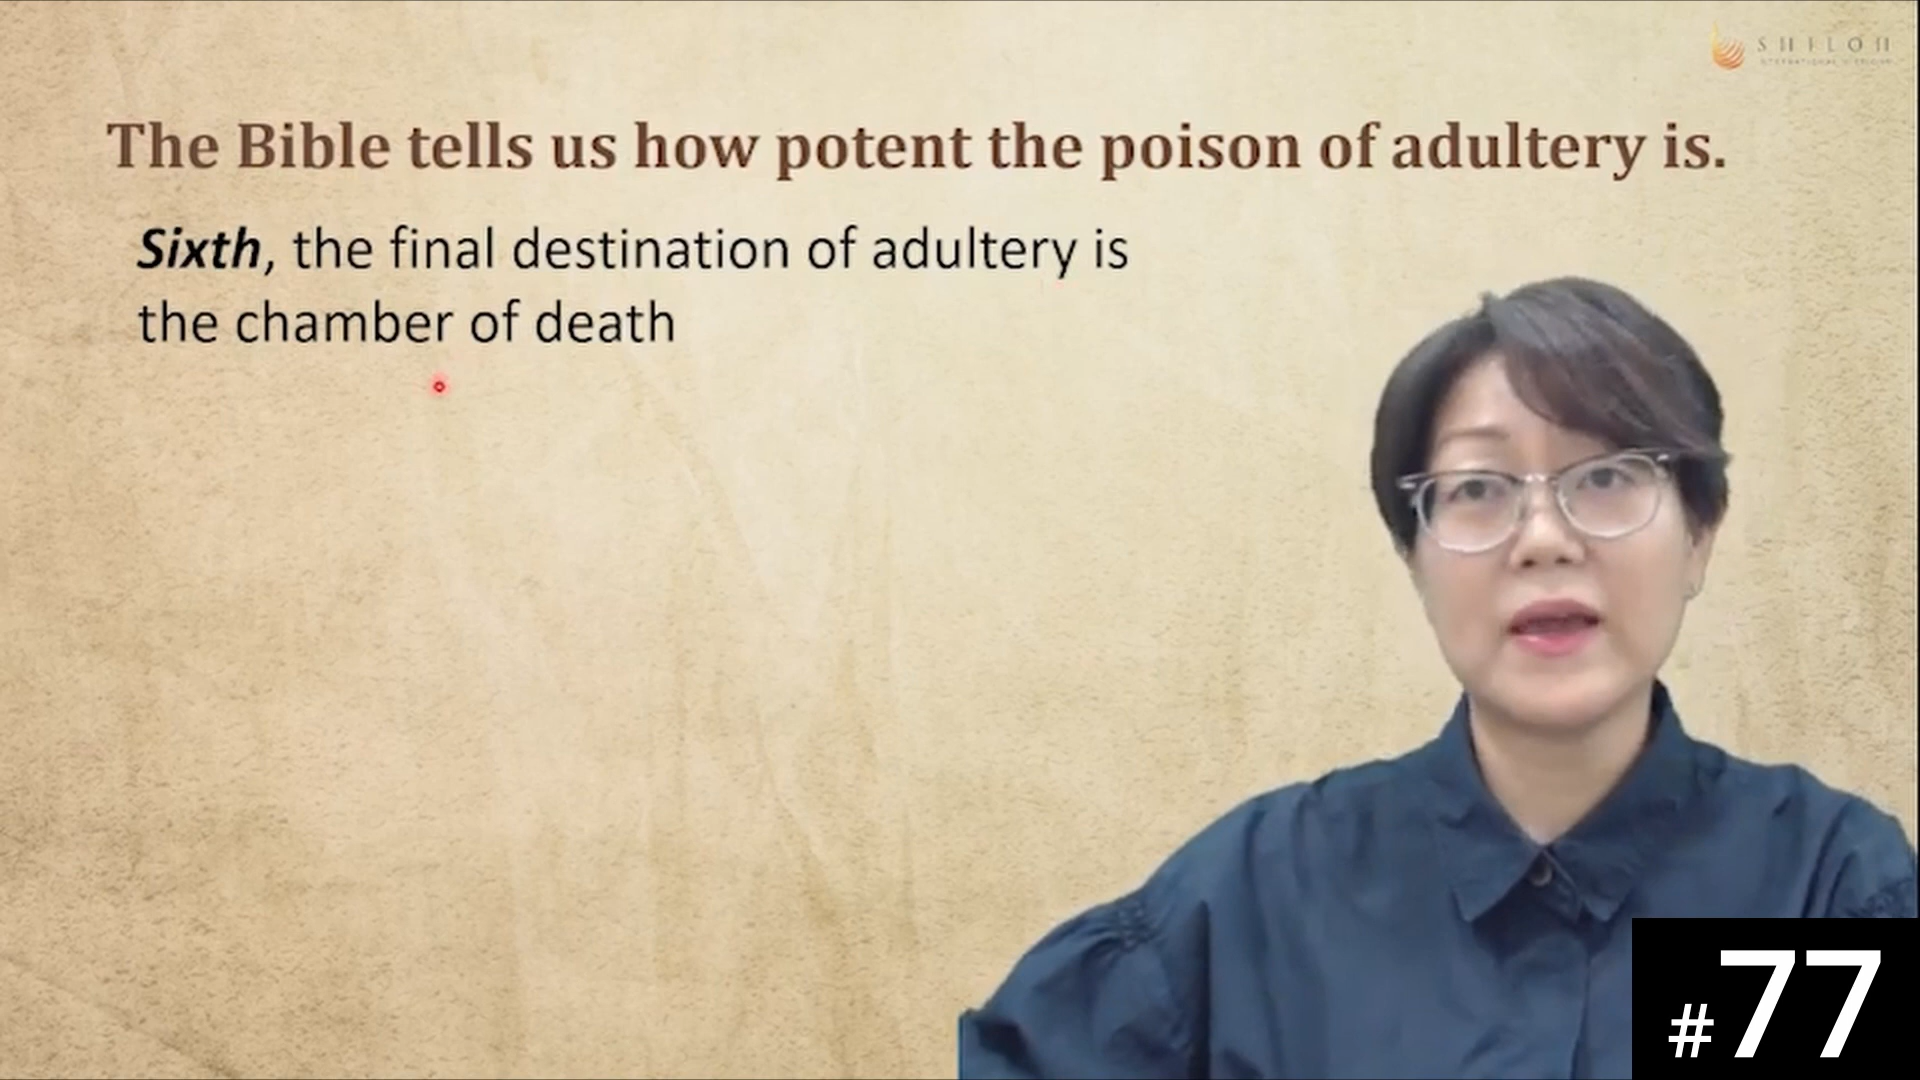 SHILOH
The Bible tells us how potent the poison of adultery is.
Sixth, the final destination of adultery is
the chamber of death
#77